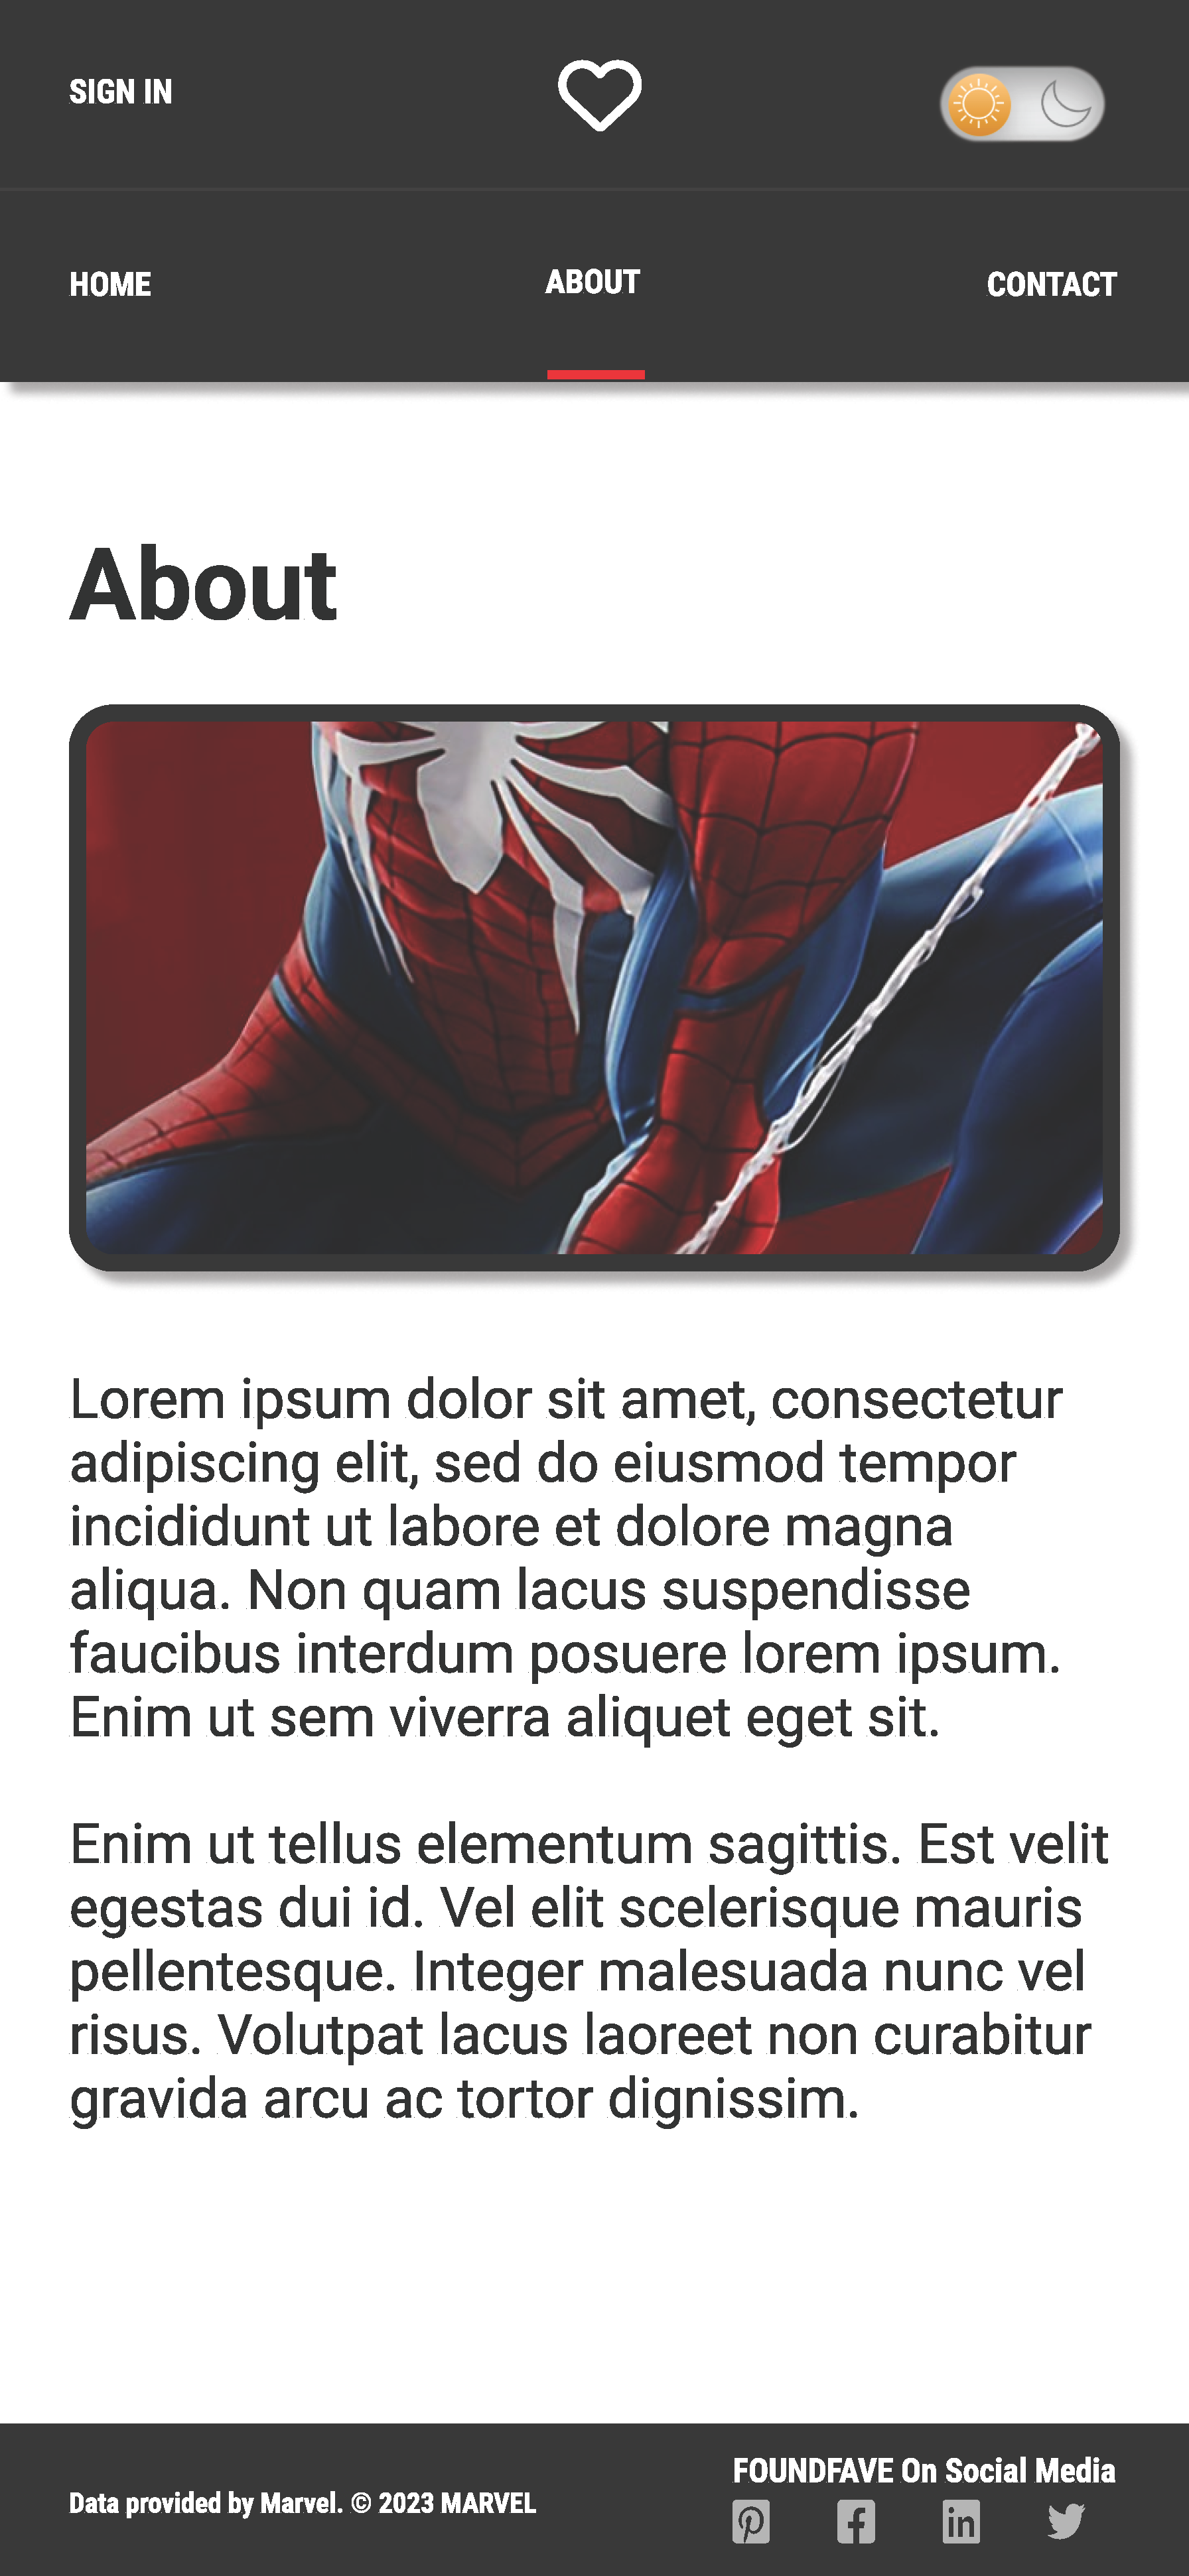 SIGN IN
HOME
ABOUT
CONTACT
About
Lorem ipsum dolor sit amet, consectetur
adipiscing elit, sed do eiusmod tempor
incididunt ut labore et dolore magna
aliqua. Non quam lacus suspendisse
faucibus interdum posuere lorem ipsum.
Enim ut sem viverra aliquet eget sit.
Enim ut tellus elementum sagittis. Est velit
egestas dui id. Vel elit scelerisque mauris
pellentesque. Integer malesuada nunc vel
risus. Volutpat lacus laoreet non curabitur
gravida arcu ac tortor dignissim.
Data provided by Marvel. © 2023 MARVEL
FOUNDFAVE On Social Media